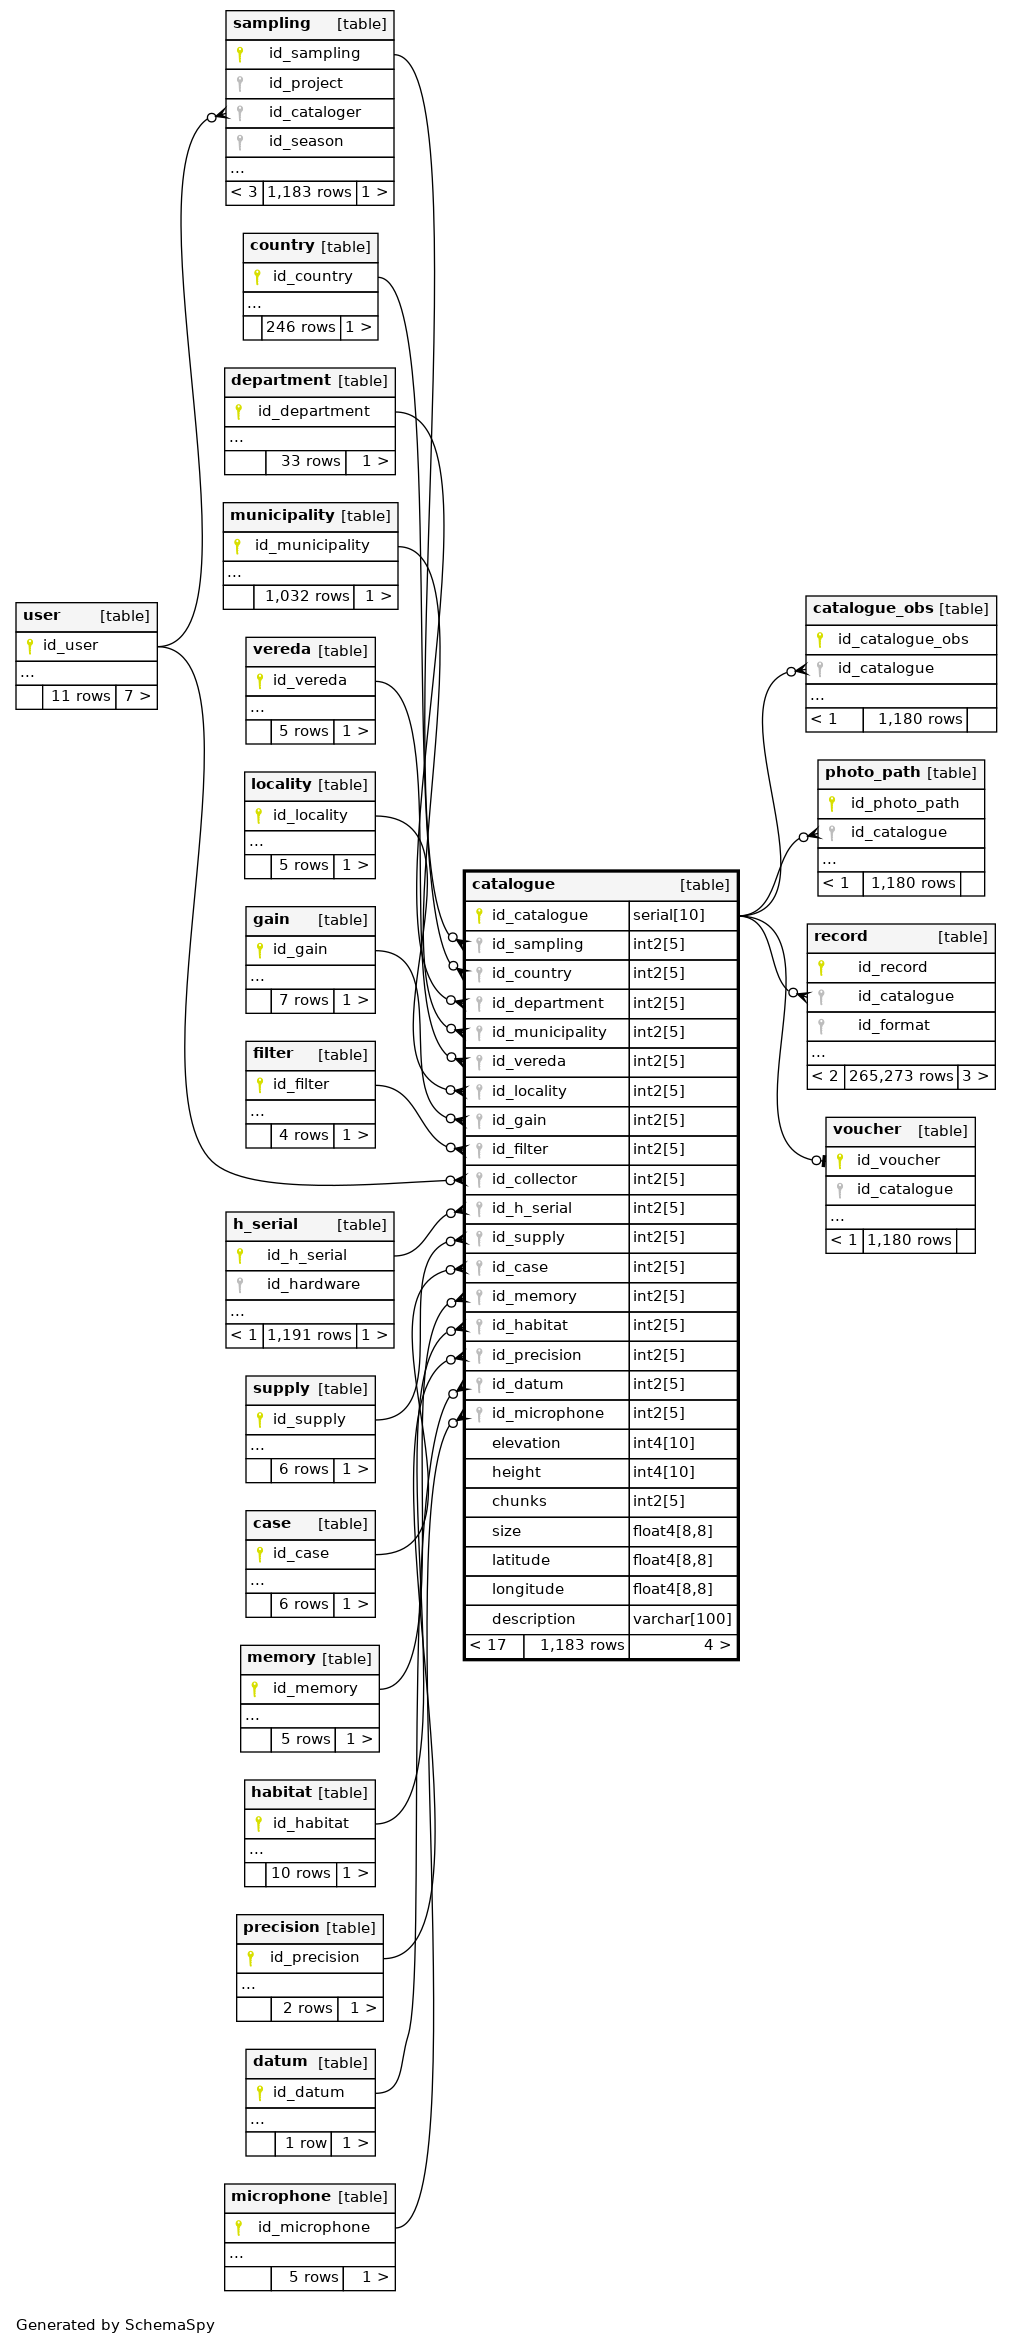 sampling [table]
id_sampling
id_project
id_cataloger
id_season
...
< 3 1,183 rows 1 >
country [table]
id_country
...
246 rows 1 >
department [table]
id_department
...
33 rows 1 >
municipality [table]
id_municipality
...
1,032 rows 1 >
user [table]
id_user
...
11 rows 7 >
vereda [table]
id_vereda
...
5 rows 1 >
locality [table]
id_locality
...
5 rows 1 >
gain [table]
id_gain
...
7 rows 1 >
filter [table]
id_filter
...
4 rows 1 >
h_serial [table]
id_h_serial
id_hardware
...
< 1 1,191 rows 1 >
supply [table]
id_supply
...
6 rows 1 >
case [table]
id_case
...
6 rows 1 >
memory [table]
id_memory
...
5 rows 1 >
habitat [table]
id_habitat
...
10 rows 1 >
precision [table]
id_precision
...
2 rows 1 >
datum [table]
id_datum
...
1 row 1 >
microphone [table]
id_microphone
...
5 rows 1 >
catalogue [table]
id_catalogue serial[10]
id_sampling int2[5]
id_country int2[5]
id_department int2[5]
id_municipality int2[5]
id_vereda int2[5]
id_locality int2[5]
id_gain int2[5]
id_filter int2[5]
id_collector int2[5]
id_h_serial int2[5]
id_supply int2[5]
id_case int2[5]
id_memory int2[5]
id_habitat int2[5]
id_precision int2[5]
id_datum int2[5]
id_microphone int2[5]
elevation int4[10]
height int4[10]
chunks int2[5]
size float4[8,8]
latitude float4[8,8]
longitude float4[8,8]
description varchar[100]
< 17 1,183 rows 4 >
catalogue_obs [table]
id_catalogue_obs
id_catalogue
...
< 1 1,180 rows
photo_path [table]
id_photo_path
id_catalogue
...
< 1 1,180 rows
record [table]
id_record
id_catalogue
id_format
...
< 2 265,273 rows 3 >
voucher [table]
id_voucher
id_catalogue
...
< 1 1,180 rows
Generated by SchemaSpy